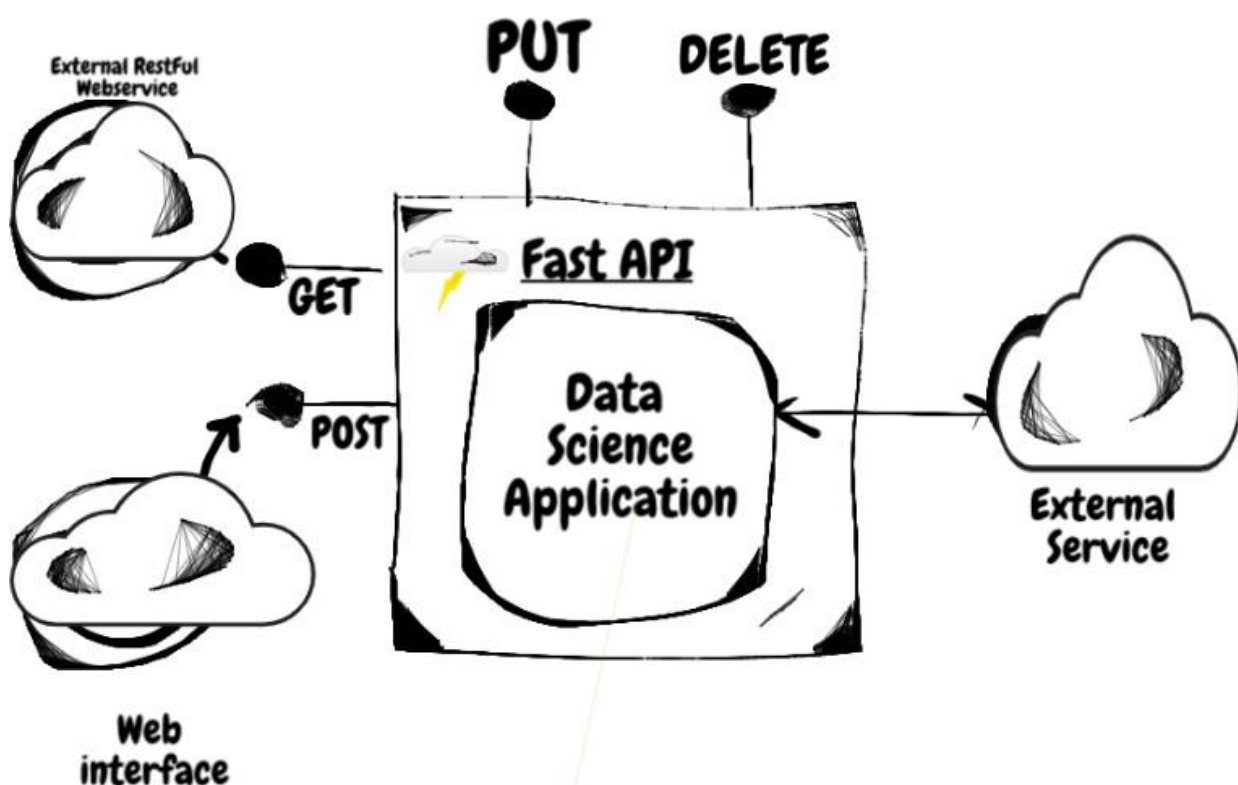 External RestFul
Webservice
PUT
DELETE
Fast API
GET
POST
Data
Science
Application
External
Service
Web
interface